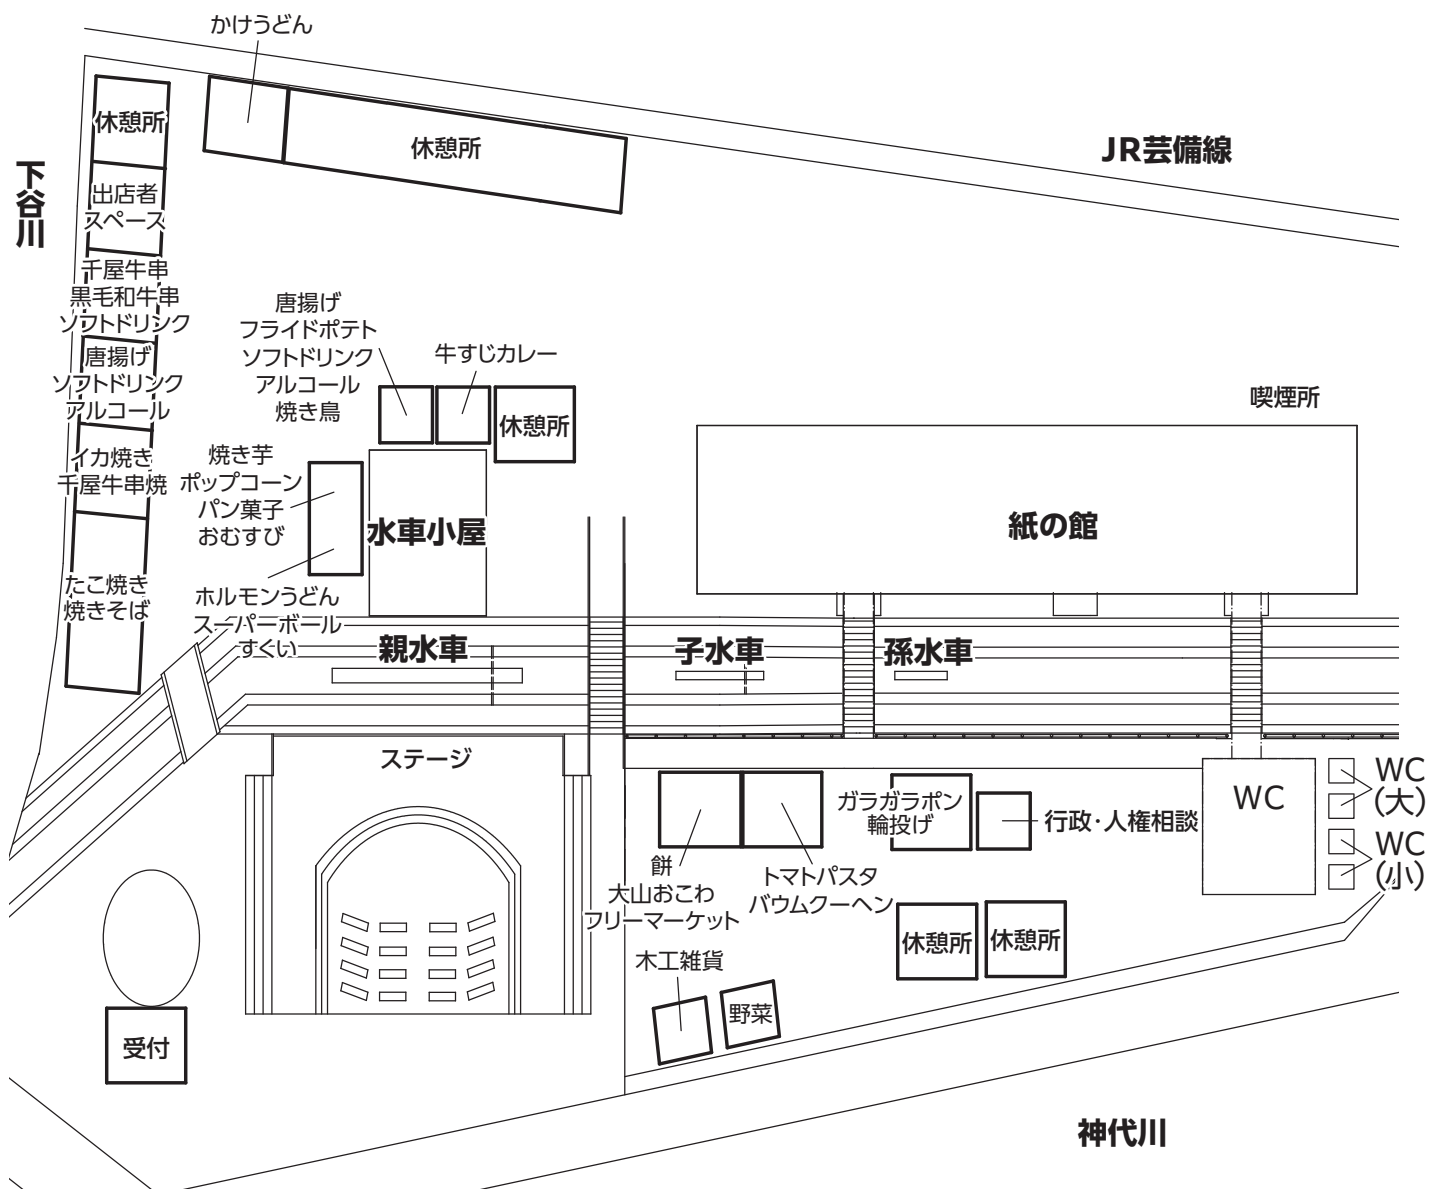 かけうどん
休憩所
休憩所
JR芸備線
下谷川
出店者
スペース
千屋牛串
黒毛和牛串
ソフトドリンク
唐揚げ
ソフトドリンク
アルコール
イカ焼き
千屋牛串焼
たこ焼き
焼きそば
唐揚げ
フライドポテト
ソフトドリンク
アルコール
焼き鳥
牛すじカレー
休憩所
喫煙所
焼き芋
ポップコーン
パン菓子
おむすび
水車小屋
紙の館
ホルモンうどん
スーパーボール
すくい
親水車
子水車
孫水車
ステージ
ガラガラポン
輪投げ
行政・人権相談
WC
WC
(大)
WC
(小)
餅
大山おこわ
フリーマーケット
トマトパスタ
バウムクーヘン
休憩所
休憩所
木工雑貨
野菜
受付
神代川